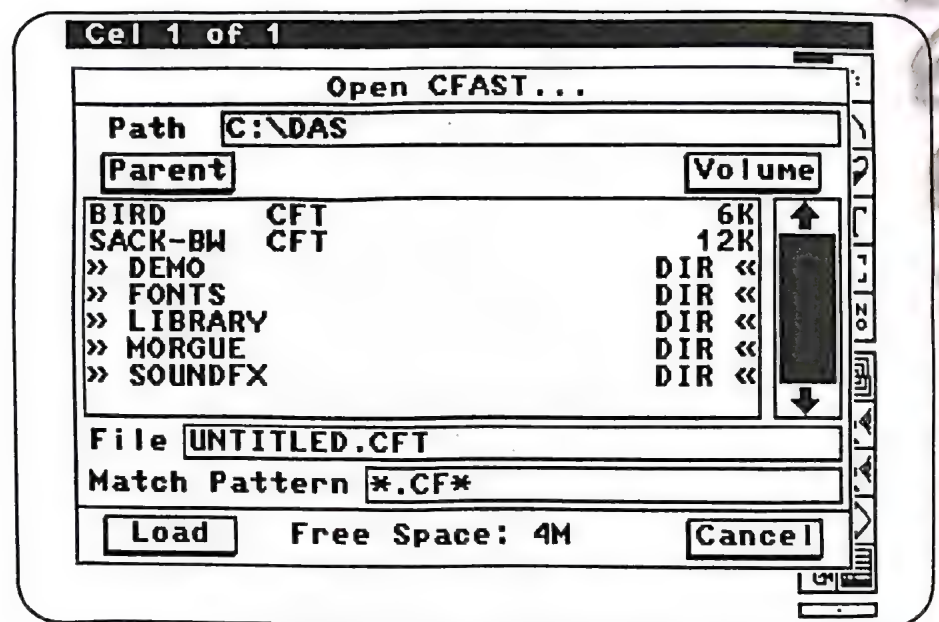 Cel 1 of 1
Open CFAST...
Path C:\DAS
Parent Volume
BIRD CFT 6K
SACK-BW CFT 12K
» DEMO DIR «
» FONTS DIR «
» LIBRARY DIR «
» MORGUE DIR «
» SOUNDFX DIR «
File UNTITLED.CFT
Match Pattern *.CF*
Load Free Space: 4M Cancel